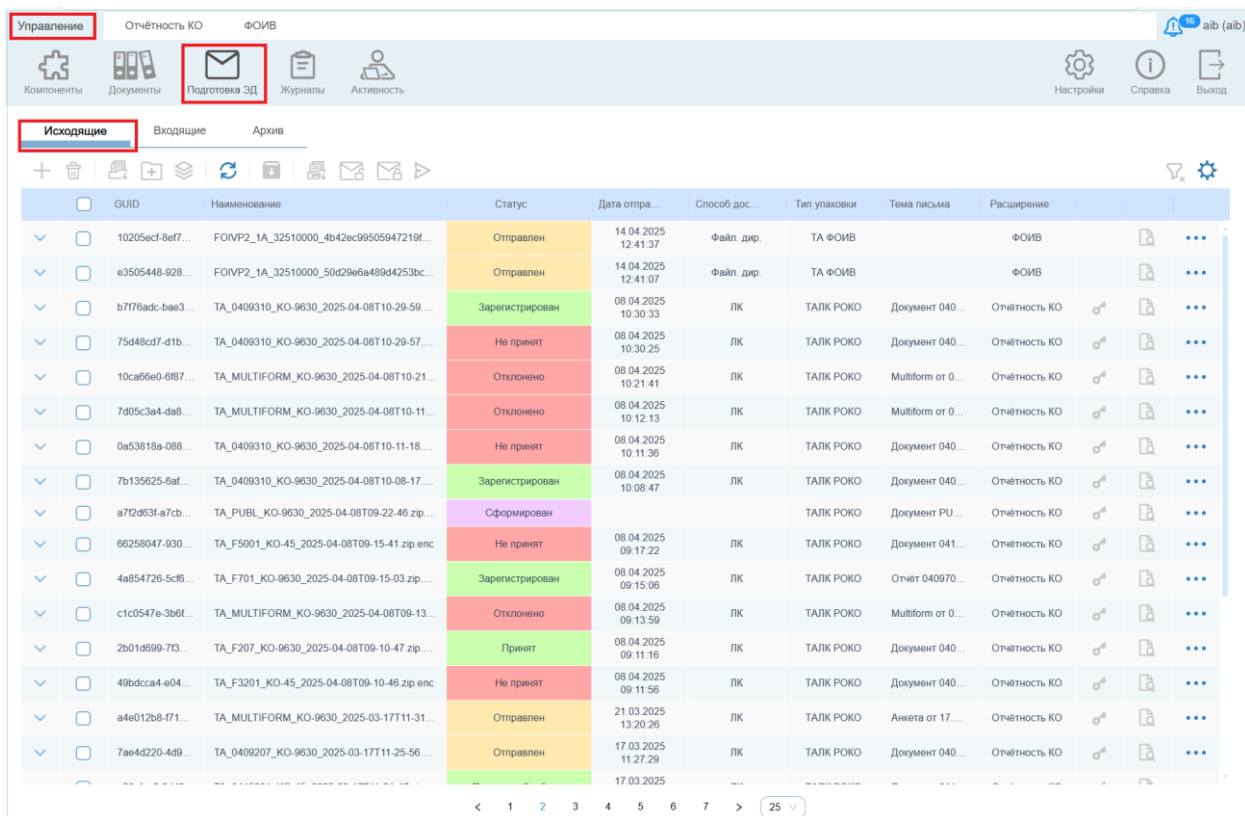 Управление Отчётность КО ФОИВ 16 aib (aib)
Компоненты Документы Подготовка ЭД Журналы Активность Настройки Справка Выход
Исходящие Входящие Архив
GUID Наименование Статус Дата отпра... Способ дос... Тип упаковки Тема письма Расширение
10205ecf-8ef7... FOIVP2_1A_32510000_4b42ec99505947219f... Отправлен 14.04.2025 12:41:37 Файл. дир. ТА ФОИВ ФОИВ
e3505448-928... FOIVP2_1A_32510000_50d29e6a489d4253bc... Отправлен 14.04.2025 12:41:07 Файл. дир. ТА ФОИВ ФОИВ
b7f76adc-bae3... TA_0409310_KO-9630_2025-04-08T10-29-59.... Зарегистрирован 08.04.2025 10:30:33 ЛК ТАЛК РОКО Документ 040... Отчётность КО
75d48cd7-d1b... TA_0409310_KO-9630_2025-04-08T10-29-57.... Не принят 08.04.2025 10:30:25 ЛК ТАЛК РОКО Документ 040... Отчётность КО
10ca66e0-6f87... TA_MULTIFORM_KO-9630_2025-04-08T10-21... Отклонено 08.04.2025 10:21:41 ЛК ТАЛК РОКО Multiform от 0... Отчётность КО
7d05c3a4-da8... TA_MULTIFORM_KO-9630_2025-04-08T10-11... Отклонено 08.04.2025 10:12:13 ЛК ТАЛК РОКО Multiform от 0... Отчётность КО
0a53818a-088... TA_0409310_KO-9630_2025-04-08T10-11-18.... Не принят 08.04.2025 10:11:36 ЛК ТАЛК РОКО Документ 040... Отчётность КО
7b135625-6af... TA_0409310_KO-9630_2025-04-08T10-08-17.... Зарегистрирован 08.04.2025 10:08:47 ЛК ТАЛК РОКО Документ 040... Отчётность КО
a7f2d63f-a7cb... TA_PUBL_KO-9630_2025-04-08T09-22-46.zip.... Сформирован ТАЛК РОКО Документ PU... Отчётность КО
66258047-930... TA_F5001_KO-45_2025-04-08T09-15-41.zip.enc Не принят 08.04.2025 09:17:22 ЛК ТАЛК РОКО Документ 041... Отчётность КО
4a854726-5cf6... TA_F701_KO-9630_2025-04-08T09-15-03.zip.... Зарегистрирован 08.04.2025 09:15:06 ЛК ТАЛК РОКО Отчёт 040970... Отчётность КО
c1c0547e-3b6f... TA_MULTIFORM_KO-9630_2025-04-08T09-13... Отклонено 08.04.2025 09:13:59 ЛК ТАЛК РОКО Multiform от 0... Отчётность КО
2b01d699-7f3... TA_F207_KO-9630_2025-04-08T09-10-47.zip.... Принят 08.04.2025 09:11:16 ЛК ТАЛК РОКО Документ 040... Отчётность КО
49bdcca4-e04... TA_F3201_KO-45_2025-04-08T09-10-46.zip.enc Не принят 08.04.2025 09:11:56 ЛК ТАЛК РОКО Документ 040... Отчётность КО
a4e012b8-f71... TA_MULTIFORM_KO-9630_2025-03-17T11-31... Отправлен 21.03.2025 13:20:26 ЛК ТАЛК РОКО Анкета от 17.... Отчётность КО
7ae4d220-4d9... TA_0409207_KO-9630_2025-03-17T11-25-56.... Отправлен 17.03.2025 11:27:29 ЛК ТАЛК РОКО Документ 040... Отчётность КО
17.03.2025
< 1 2 3 4 5 6 7 > 25